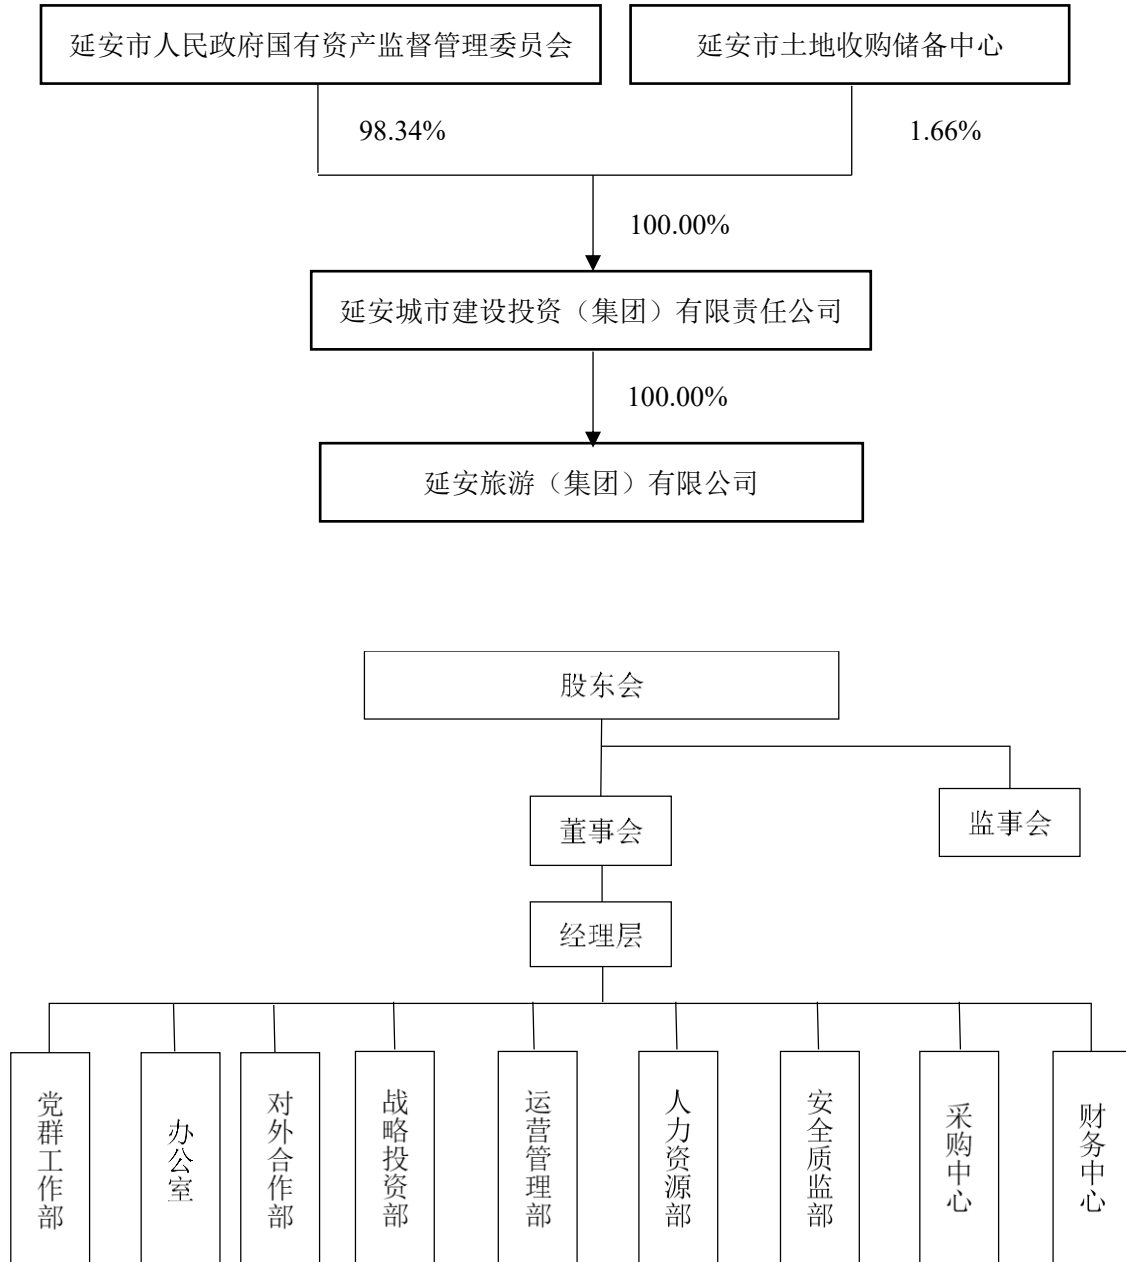 延安市人民政府国有资产监督管理委员会
延安市土地收购储备中心
98.34%
1.66%
100.00%
延安城市建设投资（集团）有限责任公司
100.00%
延安旅游（集团）有限公司
股东会
董事会
监事会
经理层
党群工作部
办公室
对外合作部
战略投资部
运营管理部
人力资源部
安全质监部
采购中心
财务中心